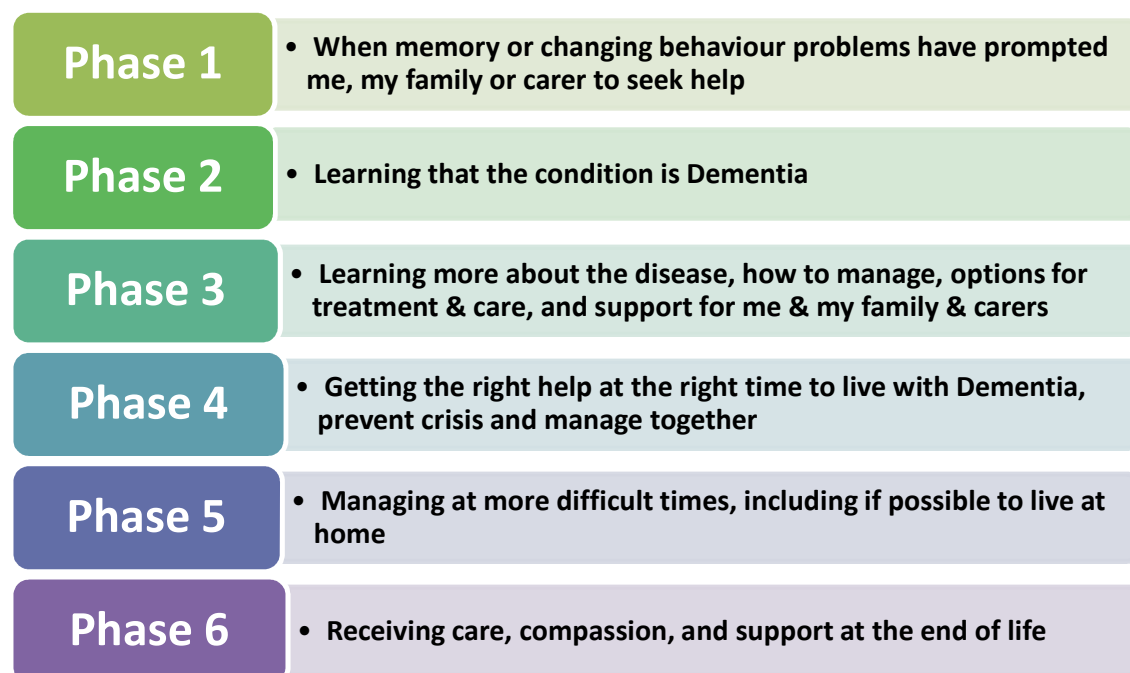 Phase 1
• When memory or changing behaviour problems have prompted
me, my family or carer to seek help
Phase 2
• Learning that the condition is Dementia
Phase 3
• Learning more about the disease, how to manage, options for
treatment & care, and support for me & my family & carers
Phase 4
• Getting the right help at the right time to live with Dementia,
prevent crisis and manage together
Phase 5
• Managing at more difficult times, including if possible to live at
home
Phase 6
• Receiving care, compassion, and support at the end of life